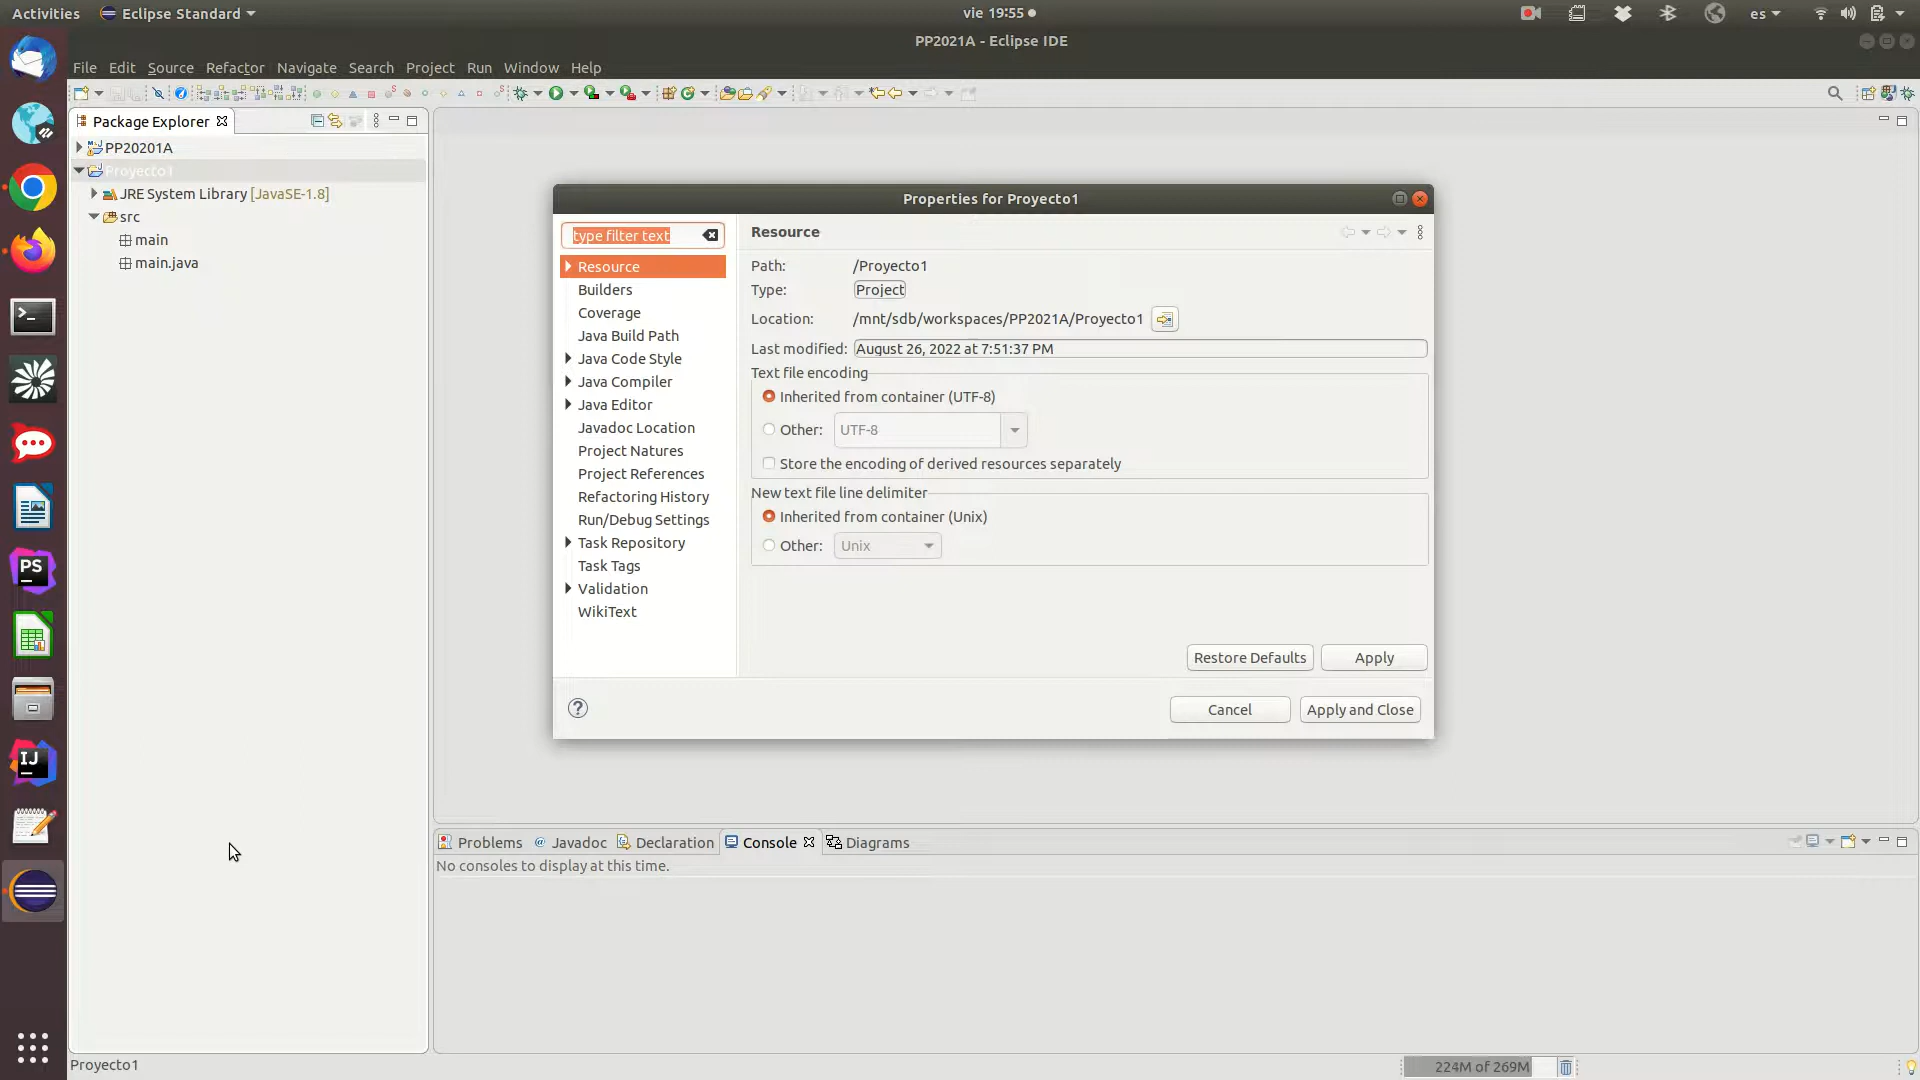 Activities
Eclipse Standard
vie 19:55
es
PP2021A - Eclipse IDE
File Edit Source Refactor Navigate Search Project Run Window Help
Package Explorer
PP20201A
Proyecto1
JRE System Library [JavaSE-1.8]
src
main
main.java
Properties for Proyecto1
type filter text
Resource
Builders
Coverage
Java Build Path
Java Code Style
Java Compiler
Java Editor
Javadoc Location
Project Natures
Project References
Refactoring History
Run/Debug Settings
Task Repository
Task Tags
Validation
WikiText
Resource
Path: /Proyecto1
Type: Project
Location: /mnt/sdb/workspaces/PP2021A/Proyecto1
Last modified: August 26, 2022 at 7:51:37 PM
Text file encoding
Inherited from container (UTF-8)
Other: UTF-8
Store the encoding of derived resources separately
New text file line delimiter
Inherited from container (Unix)
Other: Unix
Restore Defaults Apply
Cancel Apply and Close
Problems Javadoc Declaration Console Diagrams
No consoles to display at this time.
PS
IJ
Proyecto1
224M of 269M